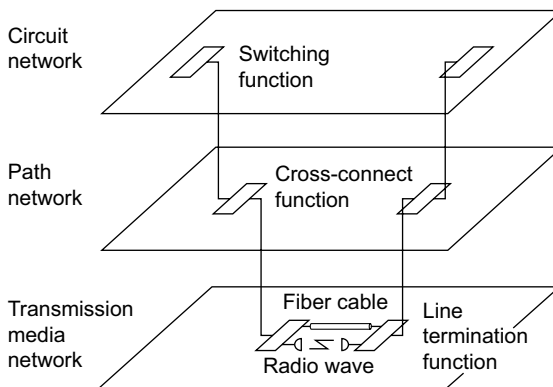 Circuit
network
Switching
function
Path
network
Cross-connect
function
Transmission
media
network
Fiber cable
Radio wave
Line
termination
function